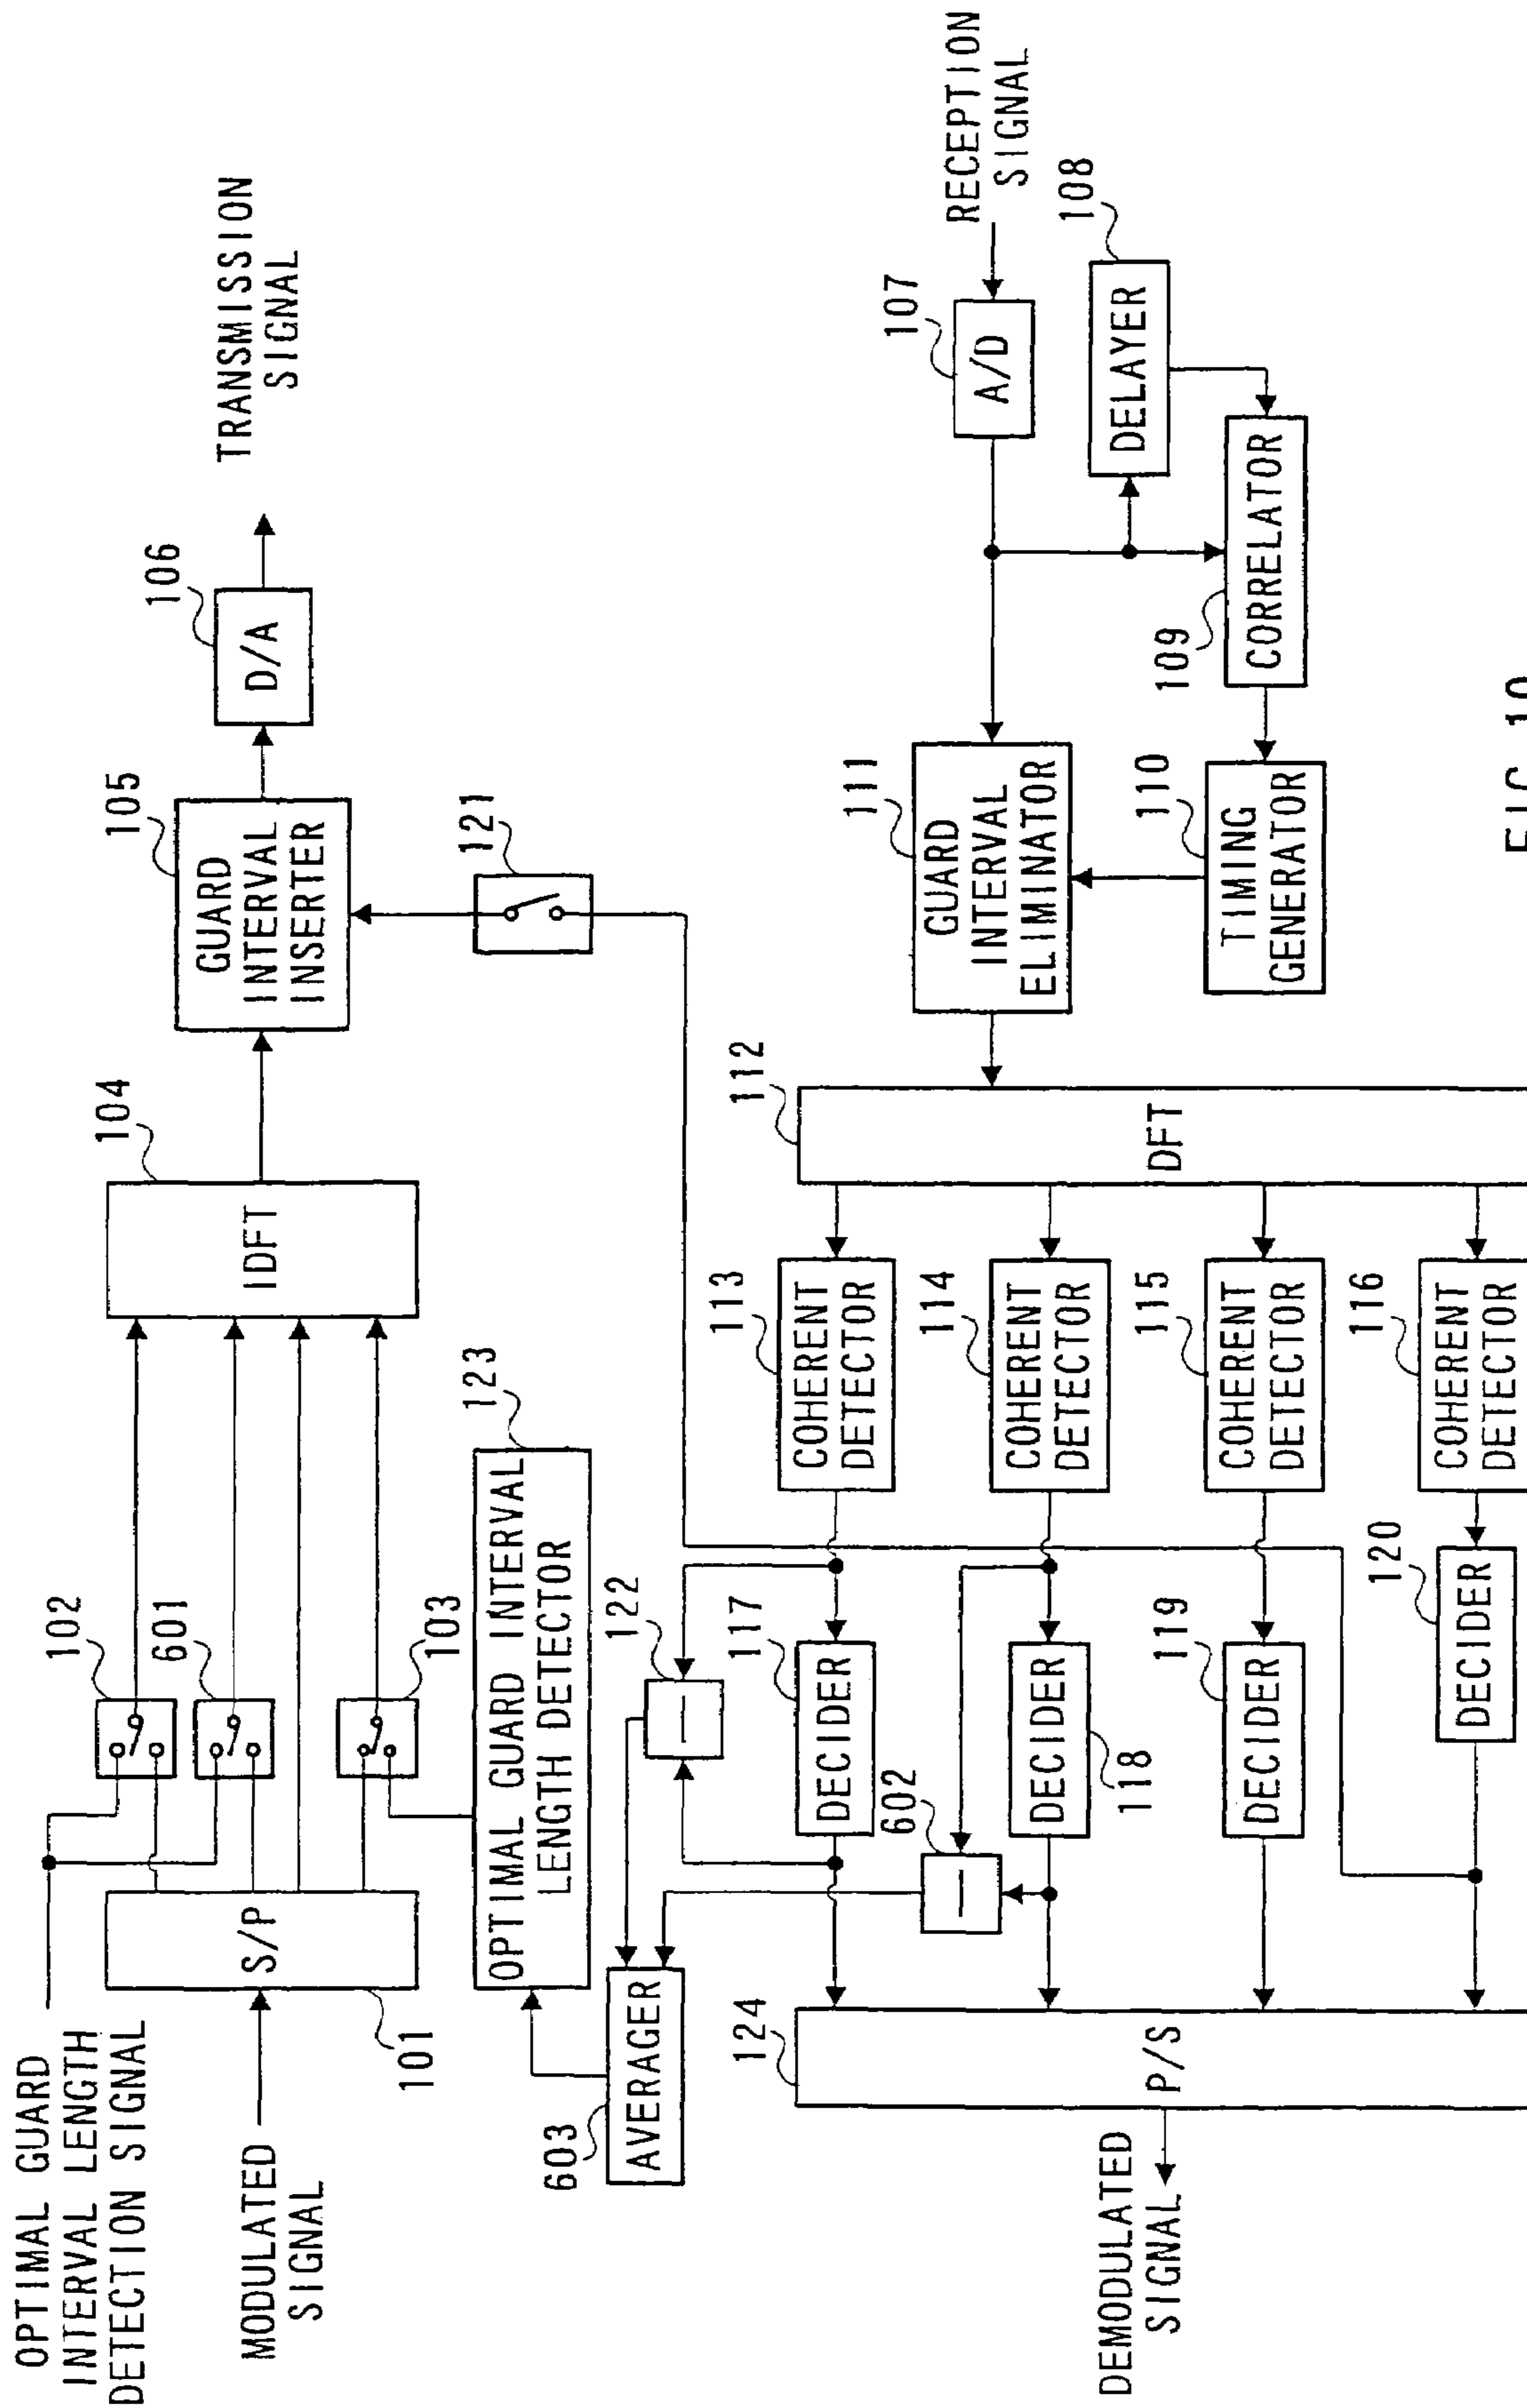 OPTIMAL GUARD
INTERVAL LENGTH
DETECTION SIGNAL
MODULATED
SIGNAL
101
S/P
102
601
103
104
IDFT
105
GUARD
INTERVAL
INSERTER
106
D/A
TRANSMISSION
SIGNAL
123
OPTIMAL GUARD INTERVAL
LENGTH DETECTOR
121
603
AVERAGER
122
602
RECEPTION
SIGNAL
107
A/D
108
DELAYER
109
CORRELATOR
110
TIMING
GENERATOR
111
GUARD
INTERVAL
ELIMINATOR
112
DFT
113
COHERENT
DETECTOR
114
COHERENT
DETECTOR
115
COHERENT
DETECTOR
116
COHERENT
DETECTOR
117
DECIDER
DECIDER
118
119
DECIDER
120
DECIDER
124
P/S
DEMODULATED
SIGNAL